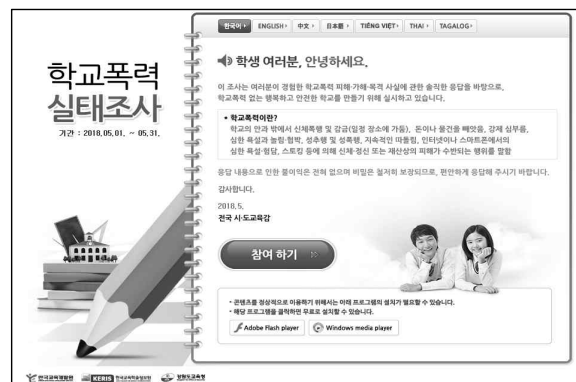 한국어 ENGLISH 中文 日本語 TIẾNG VIỆT THAI TAGALOG
학교폭력
실태조사
기간 : 2018.05.01. ~ 05.31.
학생 여러분, 안녕하세요.
이 조사는 여러분이 경험한 학교폭력 피해·가해·목격 사실에 관한 솔직한 응답을 바탕으로,
학교폭력 없는 행복하고 안전한 학교를 만들기 위해 실시하고 있습니다.
• 학교폭력이란?
학교의 안과 밖에서 신체폭행 및 감금(일정 장소에 가둠), 돈이나 물건을 빼앗음, 강제 심부름,
심한 욕설과 놀림·협박, 성추행 및 성폭행, 지속적인 따돌림, 인터넷이나 스마트폰에서의
심한 욕설·험담, 스토킹 등에 의해 신체·정신 또는 재산상의 피해가 수반되는 행위를 말함
응답 내용으로 인한 불이익은 전혀 없으며 비밀은 철저히 보장되므로, 편안하게 응답해 주시기 바랍니다.
감사합니다.
2018. 5.
전국 시·도교육감
참여 하기
• 콘텐츠를 정상적으로 이용하기 위해서는 아래 프로그램의 설치가 필요할 수 있습니다.
• 해당 프로그램을 클릭하면 무료로 설치할 수 있습니다.
Adobe Flash player Windows media player
한국교육개발원 KERIS 한국교육학술정보원 강원도교육청